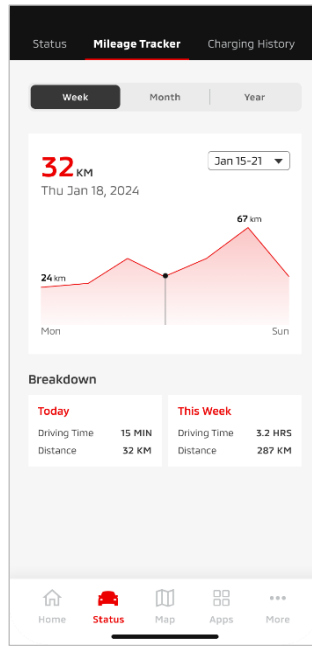 Status Mileage Tracker Charging History
Week Month Year
32 KM
Jan 15-21
Thu Jan 18, 2024
67 km
24 km
Mon Sun
Breakdown
Today
Driving Time 15 MIN
Distance 32 KM
This Week
Driving Time 3.2 HRS
Distance 287 KM
Home Status Map Apps More